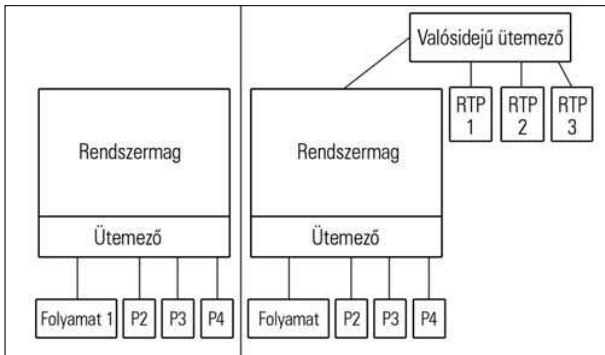 Rendszermag
Ütemező
Folyamat 1
P2
P3
P4
Valósidejű ütemező
RTP
1
RTP
2
RTP
3
Rendszermag
Ütemező
Folyamat
P2
P3
P4